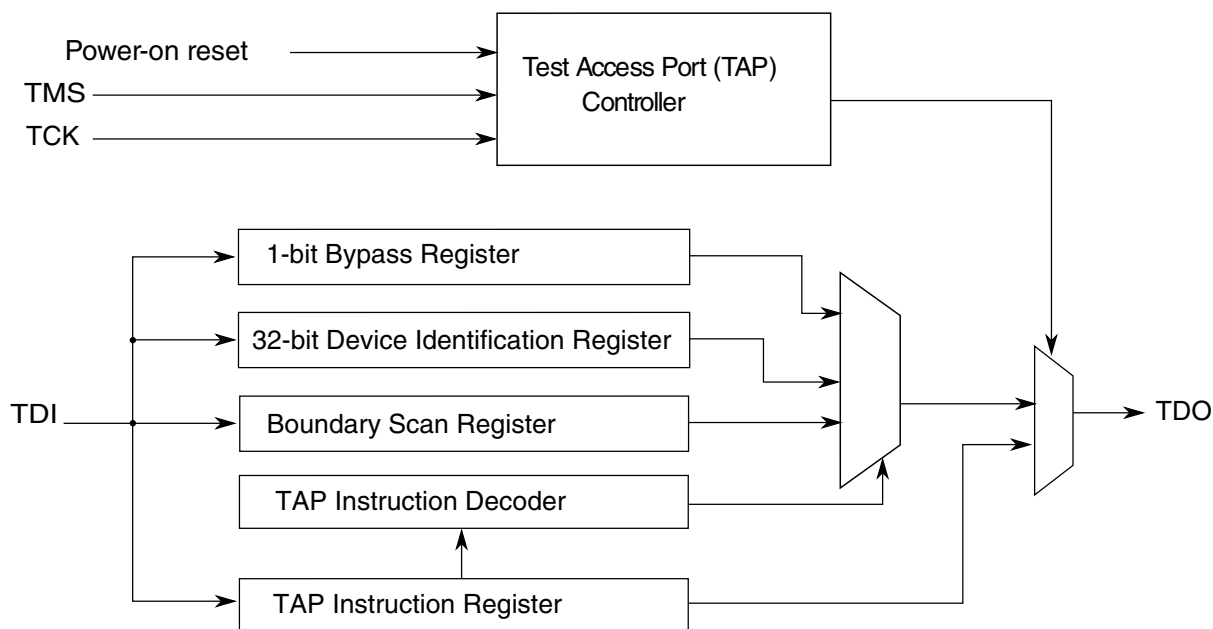 Power-on reset
TMS
TCK
Test Access Port (TAP)
Controller
1-bit Bypass Register
32-bit Device Identification Register
TDI
Boundary Scan Register
TDO
TAP Instruction Decoder
TAP Instruction Register